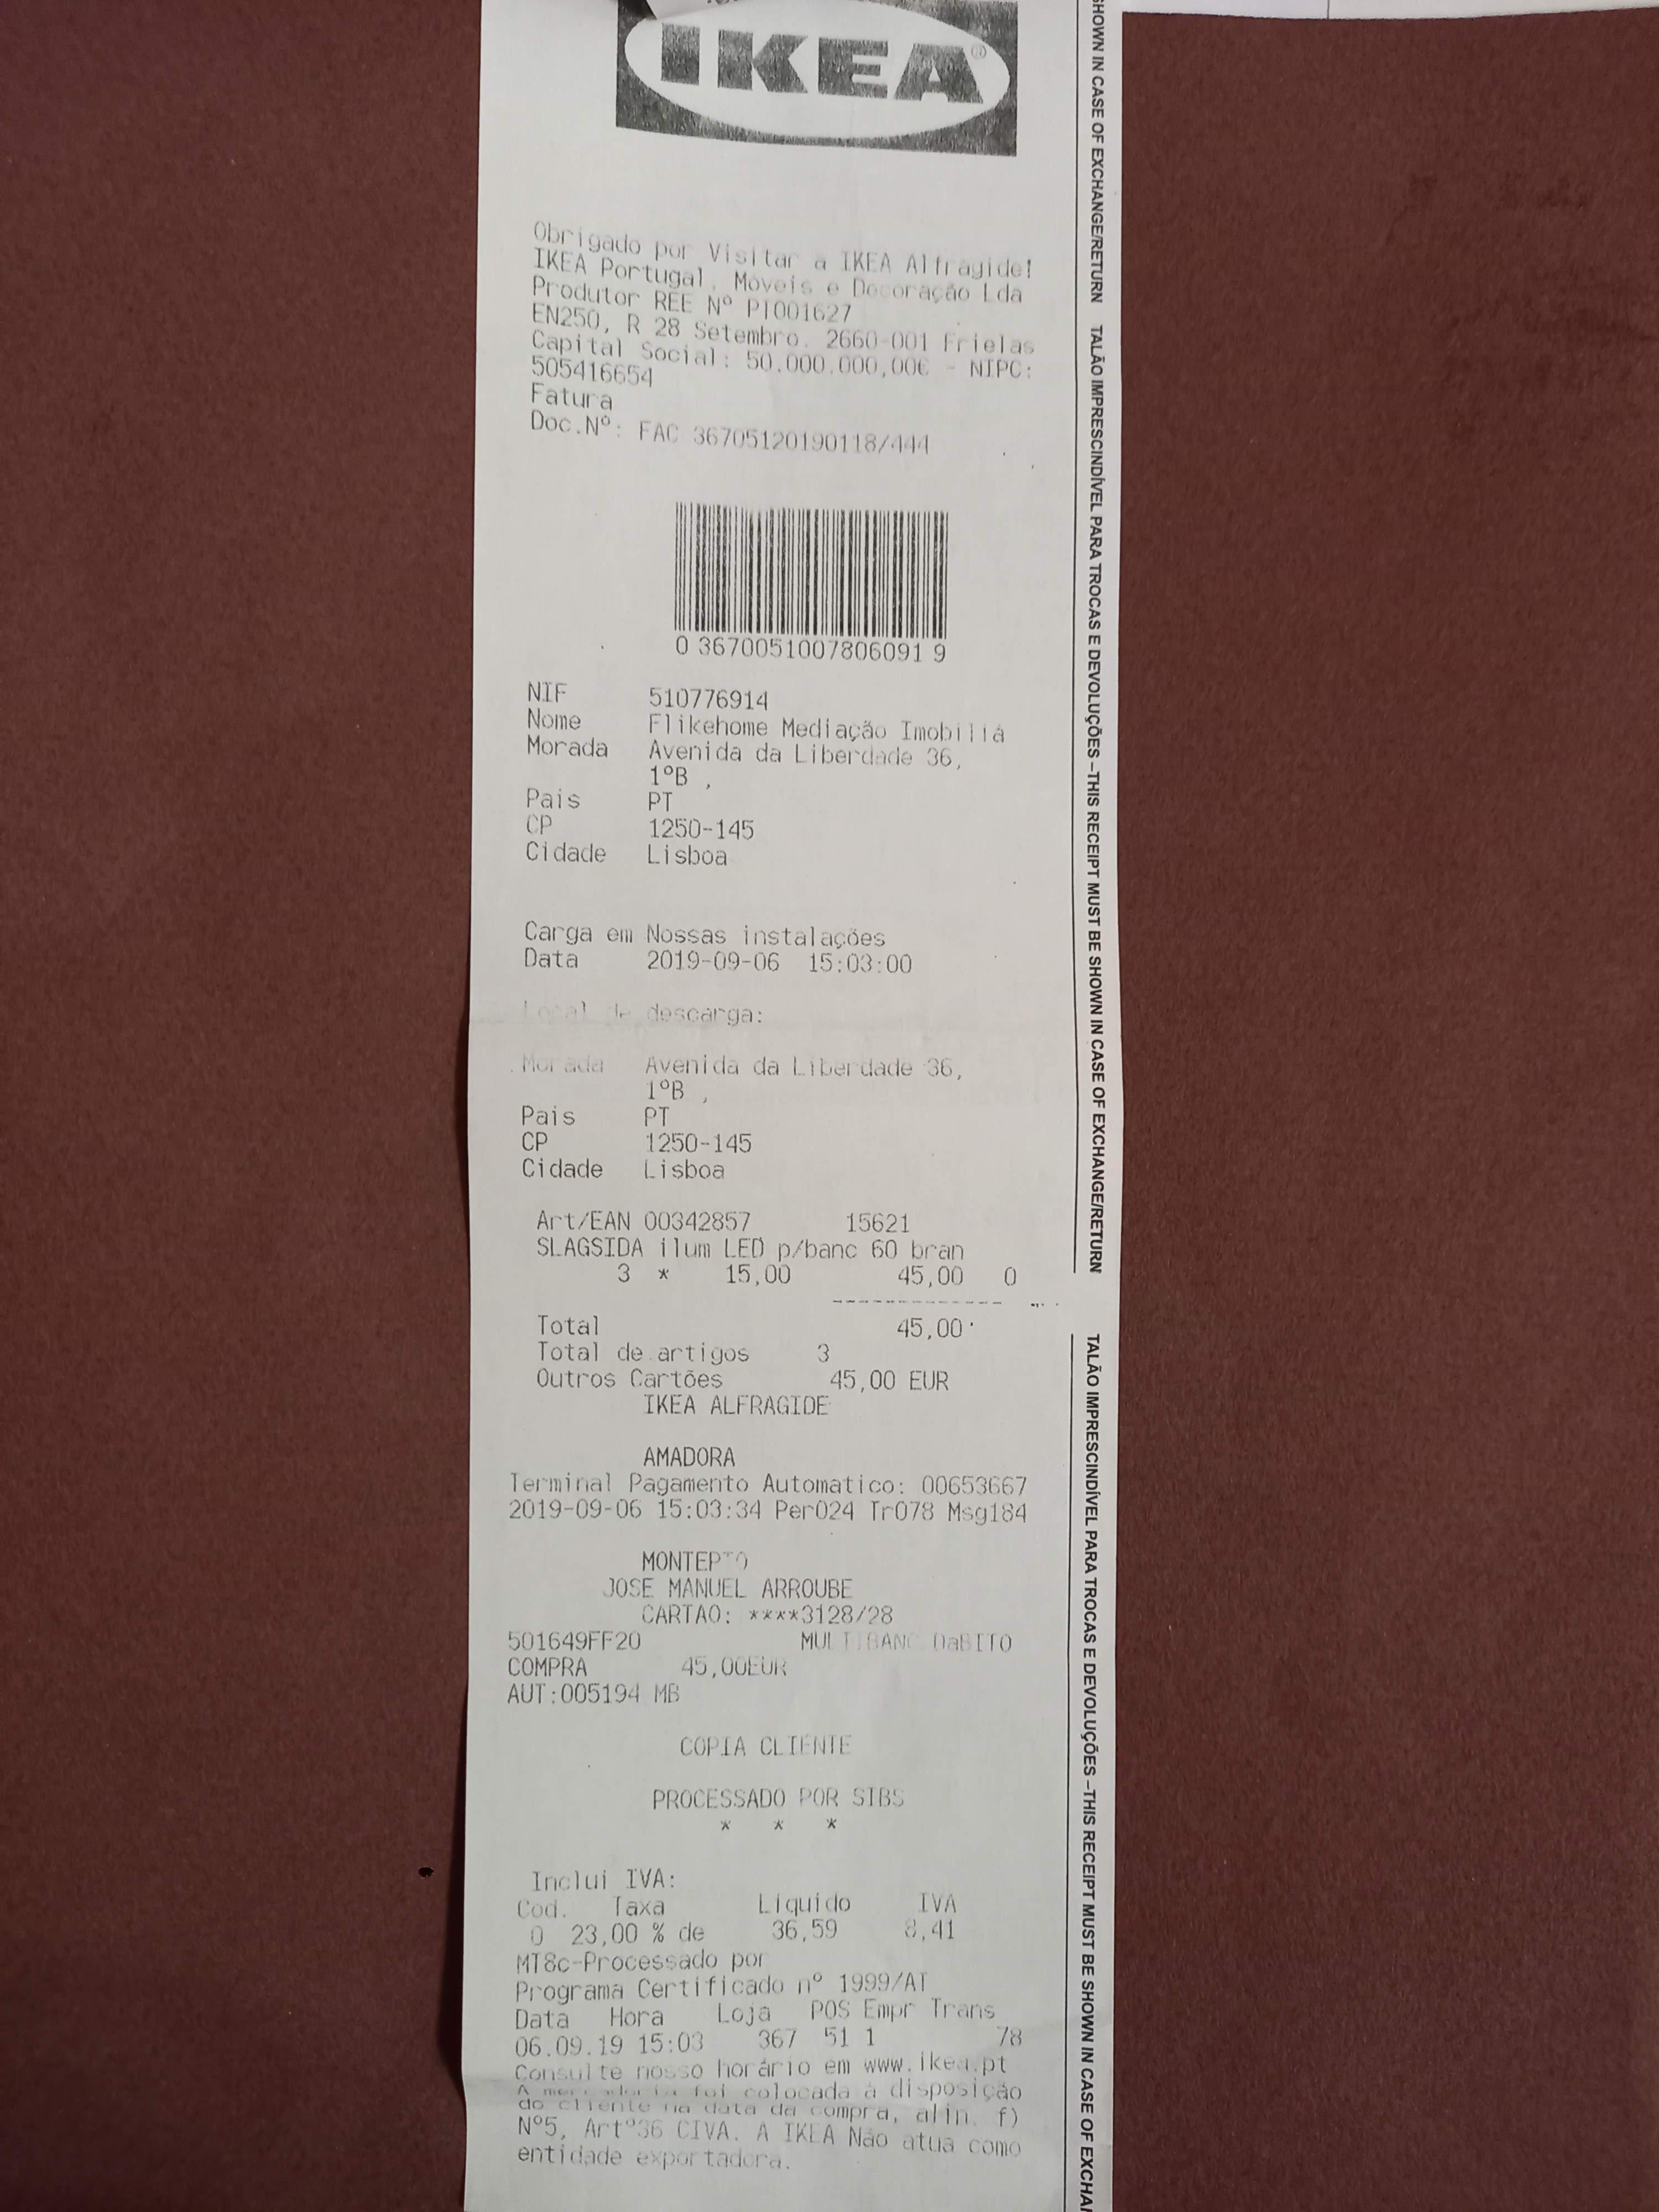 IKEA®
Obrigado por Visitar a IKEA Alfragide!
IKEA Portugal, Móveis e Decoração Lda
Produtor REE Nº PT001627
EN250, R 28 Setembro. 2660-001 Frielas
Capital Social: 50.000.000,00€ - NIPC:
505416654
Fatura
Doc.Nº: FAC 36705120190118/444
0 3670051007806091 9
NIF 510776914
Nome Flikehome Mediação Imobiliá
Morada Avenida da Liberdade 36,
1ºB ,
Pais PT
CP 1250-145
Cidade Lisboa
Carga em Nossas instalações
Data 2019-09-06 15:03:00
Local de descarga:
Morada Avenida da Liberdade 36,
1ºB ,
Pais PT
CP 1250-145
Cidade Lisboa
Art/EAN 00342857 15621
SLAGSIDA ilum LED p/banc 60 bran
3 * 15,00 45,00 0
Total 45,00
Total de artigos 3
Outros Cartões 45,00 EUR
IKEA ALFRAGIDE
AMADORA
Terminal Pagamento Automatico: 00653667
2019-09-06 15:03:34 Per024 Tr078 Msg184
JOSE MANUEL ARROUBE
CARTAO: ****3128/28
501649FF20 MULTIBANC DaBITO
COMPRA 45,00EUR
AUT:005194 MB
COPIA CLIENTE
PROCESSADO POR SIBS
* * *
Inclui IVA:
Cod. Taxa Liquido IVA
0 23,00 % de 36,59 8,41
MT8c-Processado por
Programa Certificado nº 1999/AT
Data Hora Loja POS Empr Trans
06.09.19 15:03 367 51 1 78
Consulte nosso horário em www.ikea.pt
A mercadoria foi colocada à disposição
do cliente na data da compra, alin. f)
Nº5, Artº36 CIVA. A IKEA Não atua como
entidade exportadora.
SHOWN IN CASE OF EXCHANGE/RETURN TALÃO IMPRESCINDÍVEL PARA TROCAS E DEVOLUÇÕES –THIS RECEIPT MUST BE SHOWN IN CASE OF EXCHANGE/RETURN
TALÃO IMPRESCINDÍVEL PARA TROCAS E DEVOLUÇÕES –THIS RECEIPT MUST BE SHOWN IN CASE OF EXCHAN